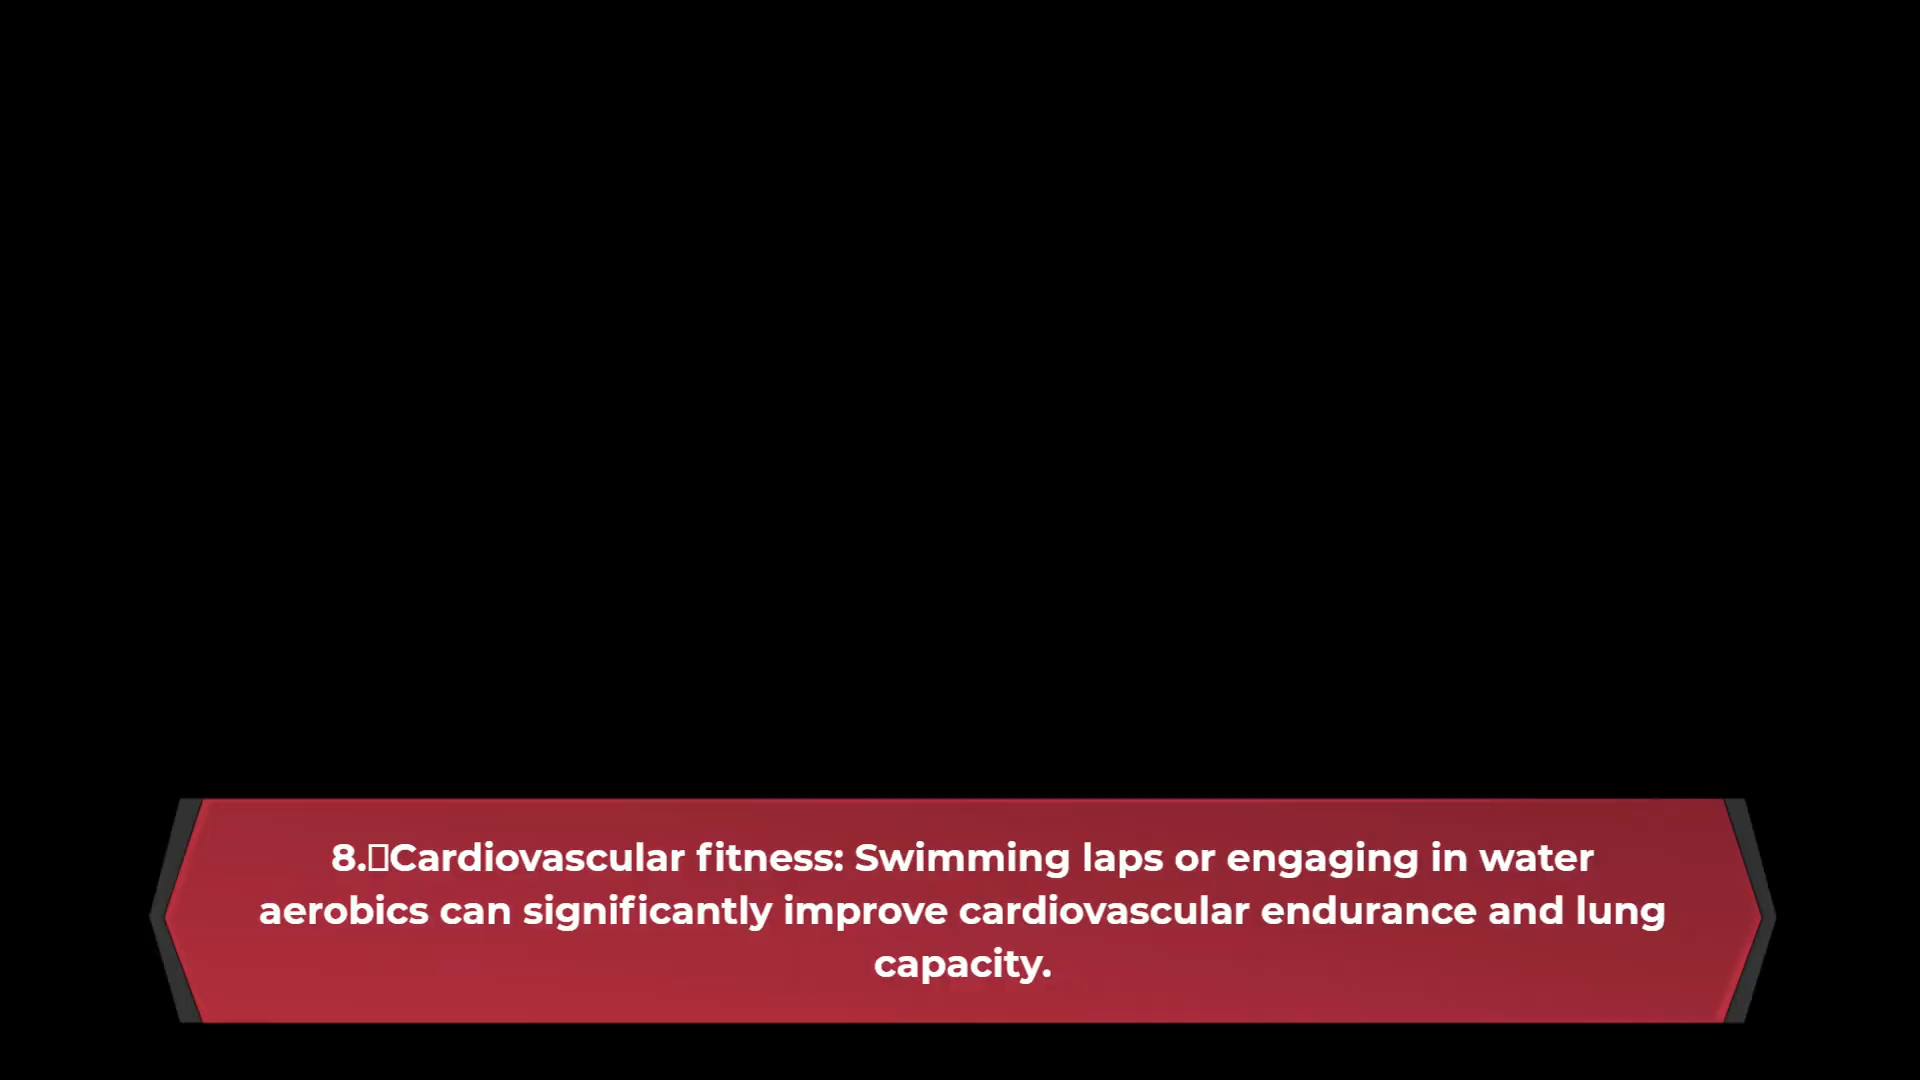 8.▯Cardiovascular fitness: Swimming laps or engaging in water
aerobics can significantly improve cardiovascular endurance and lung
capacity.